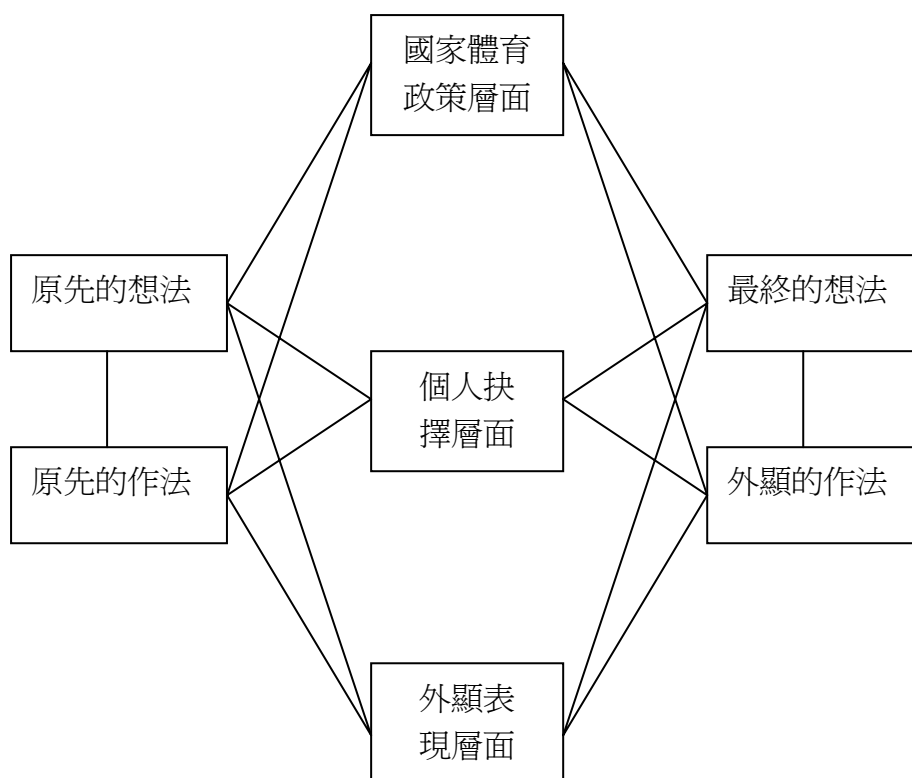 國家體育
政策層面
原先的想法
最終的想法
個人抉
擇層面
原先的作法
外顯的作法
外顯表
現層面